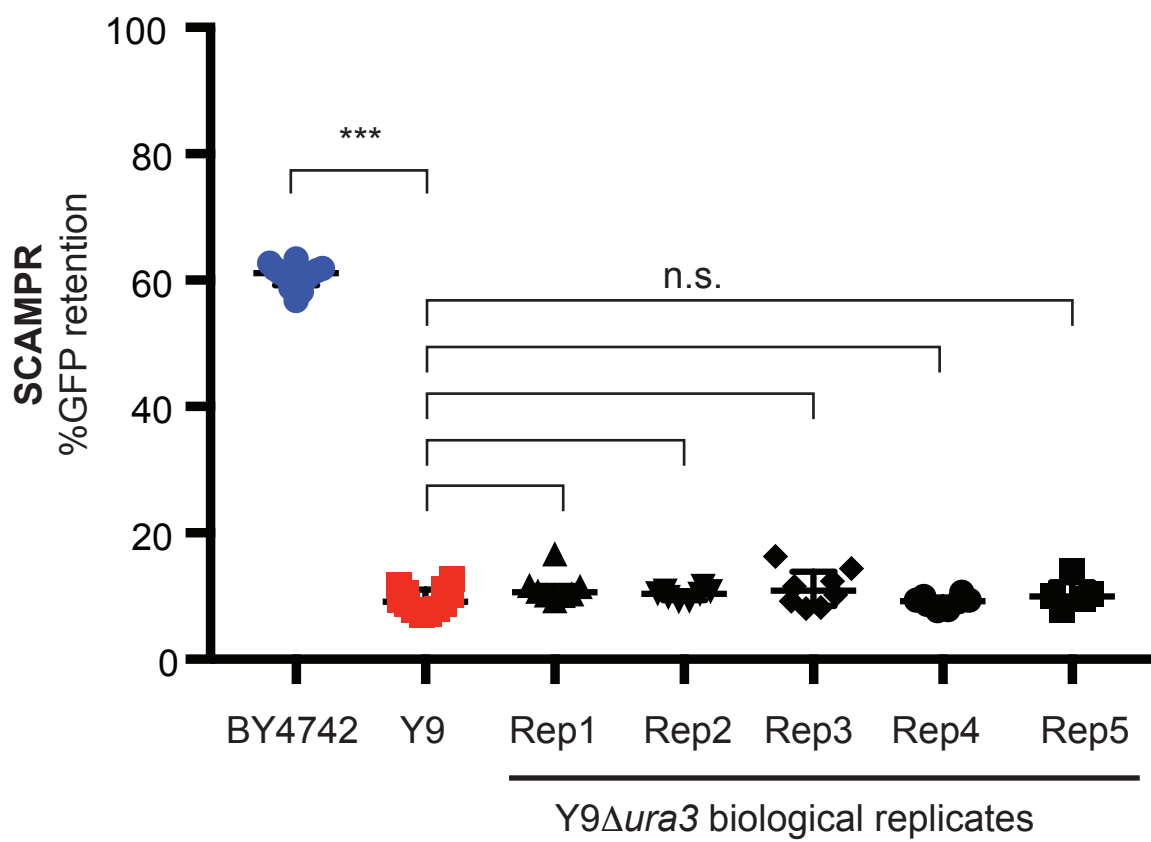 100
80
60
40
20
0
SCAMPR
%GFP retention
***
n.s.
BY4742 Y9 Rep1 Rep2 Rep3 Rep4 Rep5
Y9Δura3 biological replicates